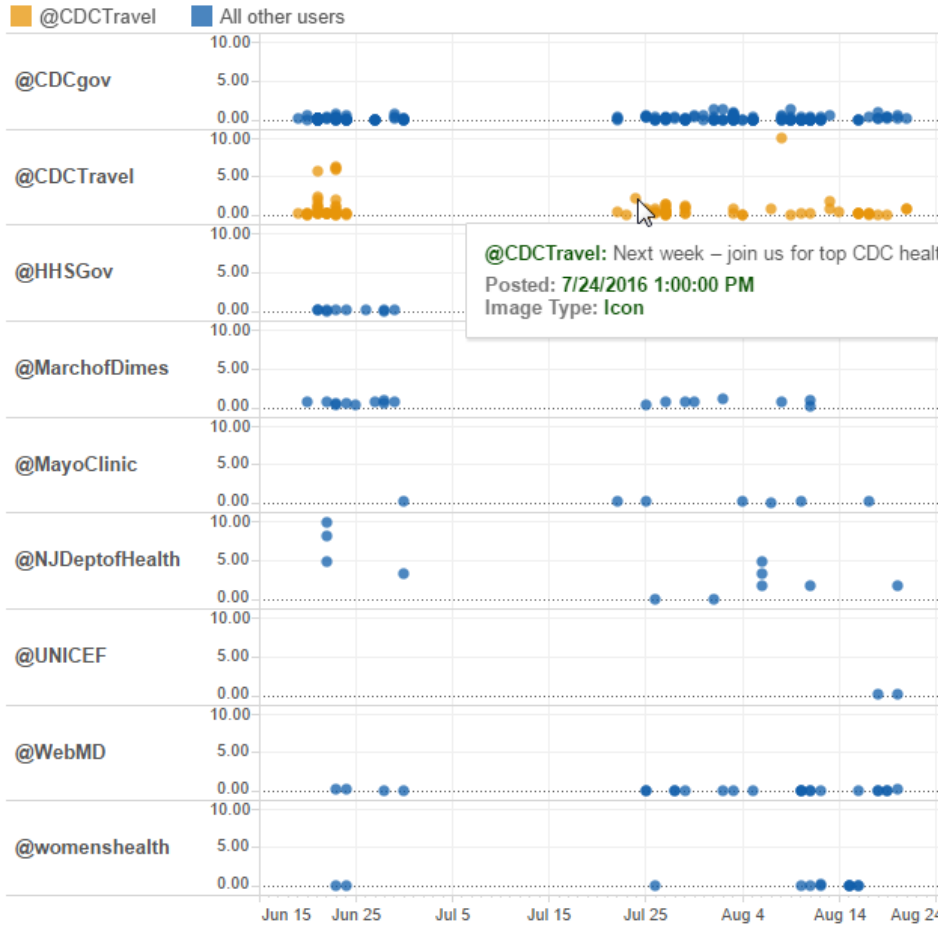 @CDCTravel All other users
@CDCgov
10.00
5.00
0.00
@CDCTravel
10.00
5.00
0.00
@HHSGov
10.00
5.00
0.00
@CDCTravel: Next week – join us for top CDC healt
Posted: 7/24/2016 1:00:00 PM
Image Type: Icon
@MarchofDimes
10.00
5.00
0.00
@MayoClinic
10.00
5.00
0.00
@NJDeptofHealth
10.00
5.00
0.00
@UNICEF
10.00
5.00
0.00
@WebMD
10.00
5.00
0.00
@womenshealth
10.00
5.00
0.00
Jun 15 Jun 25 Jul 5 Jul 15 Jul 25 Aug 4 Aug 14 Aug 24